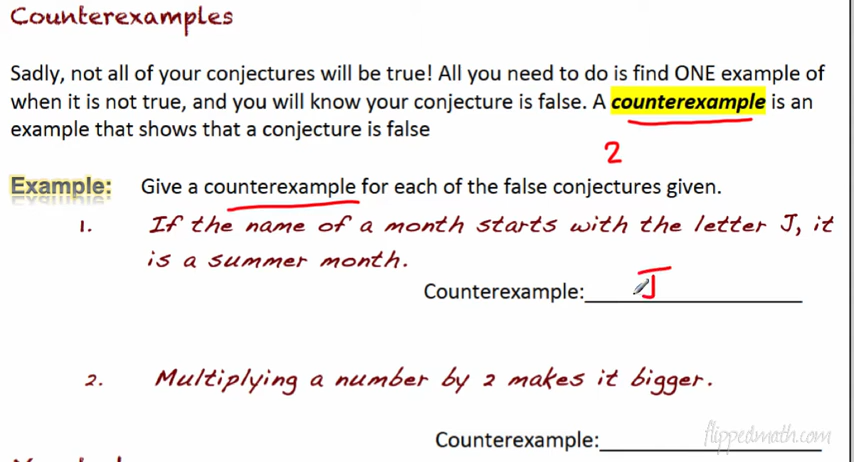 Counterexamples
Sadly, not all of your conjectures will be true! All you need to do is find ONE example of
when it is not true, and you will know your conjecture is false. A counterexample is an
example that shows that a conjecture is false
2
Example: Give a counterexample for each of the false conjectures given.
1. If the name of a month starts with the letter J, it
is a summer month.
Counterexample: J
2. Multiplying a number by 2 makes it bigger.
Counterexample:
flippedmath.com